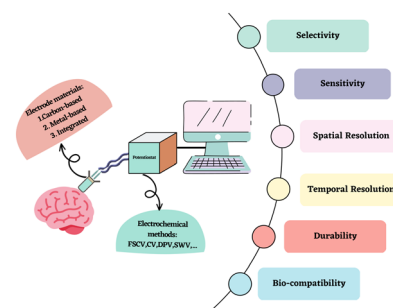 Electrode materials:
1.Carbon-based
2. Metal-based
3. Integrated
Potentiostat
Electrochemical
methods:
FSCV,CV,DPV,SWV,...
Selectivity
Sensitivity
Spatial Resolution
Temporal Resolution
Durability
Bio-compatibility